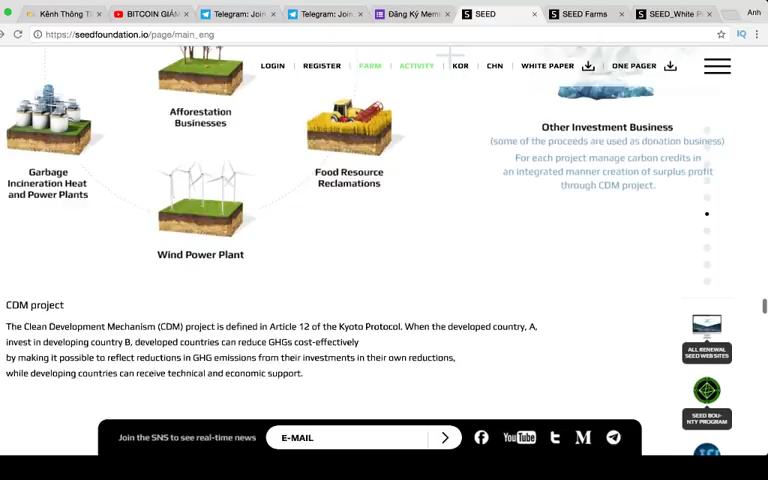 Kênh Thông T
BITCOIN GIẢM
Telegram: Join
Telegram: Join
Đăng Ký Mem
SEED
SEED Farms
SEED_White P
Anh
https://seedfoundation.io/page/main_eng
LOGIN | REGISTER | FARM | ACTIVITY | KOR | CHN | WHITE PAPER | ONE PAGER
Afforestation
Businesses
Garbage
Incineration Heat
and Power Plants
Food Resource
Reclamations
Wind Power Plant
Other Investment Business
(some of the proceeds are used as donation business)
For each project manage carbon credits in
an integrated manner creation of surplus profit
through CDM project.
CDM project
The Clean Development Mechanism (CDM) project is defined in Article 12 of the Kyoto Protocol. When the developed country, A,
invest in developing country B, developed countries can reduce GHGs cost-effectively
by making it possible to reflect reductions in GHG emissions from their investments in their own reductions,
while developing countries can receive technical and economic support.
ALL RENEWAL
SEED WEB SITES
SEED BOU-
NTY PROGRAM
Join the SNS to see real-time news
E-MAIL
YouTube